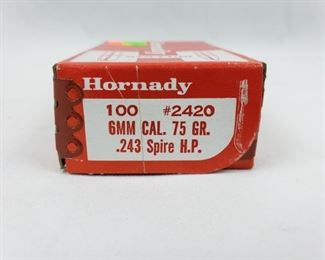 Hornady
100 #2420
6MM CAL. 75 GR.
.243 Spire H.P.